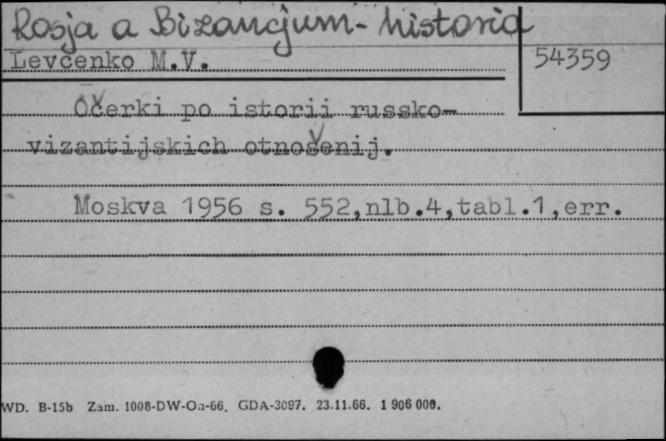 Rosja a Bizancjum - historia
Levčenko M.V.
54359
Očerki po istorii russko-
vizantijskich otnošenij.
Moskva 1956 s. 552,nlb.4,tabl.1,err.
WD. B-15b Zam. 1008-DW-Oa-66. GDA-3097. 23.11.66. 1 906 000.